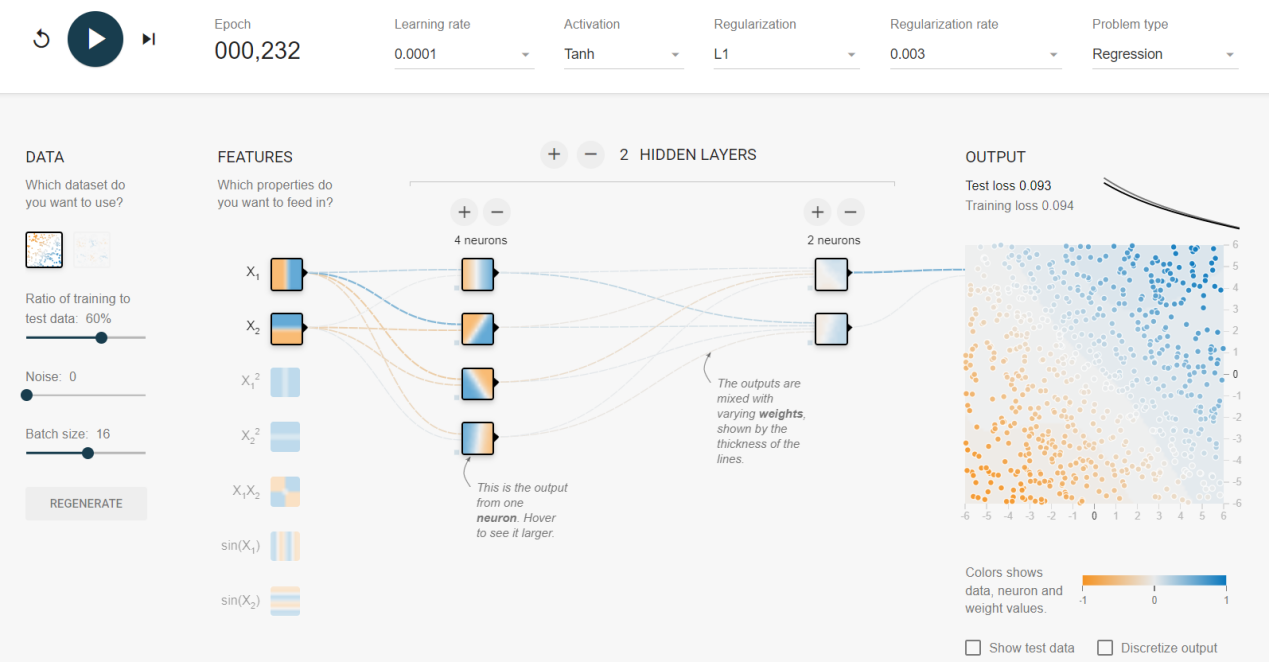 Epoch
000,232
Learning rate
0.0001
Activation
Tanh
Regularization
L1
Regularization rate
0.003
Problem type
Regression
DATA
Which dataset do
you want to use?
Ratio of training to
test data: 60%
Noise: 0
Batch size: 16
REGENERATE
FEATURES
Which properties do
you want to feed in?
X1
X2
X1²
X2²
X1X2
sin(X1)
sin(X2)
+ − 2 HIDDEN LAYERS
+ −
4 neurons
+ −
2 neurons
This is the output
from one
neuron. Hover
to see it larger.
The outputs are
mixed with
varying weights,
shown by the
thickness of the
lines.
OUTPUT
Test loss 0.093
Training loss 0.094
6
5
4
3
2
1
0
-1
-2
-3
-4
-5
-6
-6 -5 -4 -3 -2 -1 0 1 2 3 4 5 6
Colors shows
data, neuron and
weight values.
-1 0 1
Show test data
Discretize output